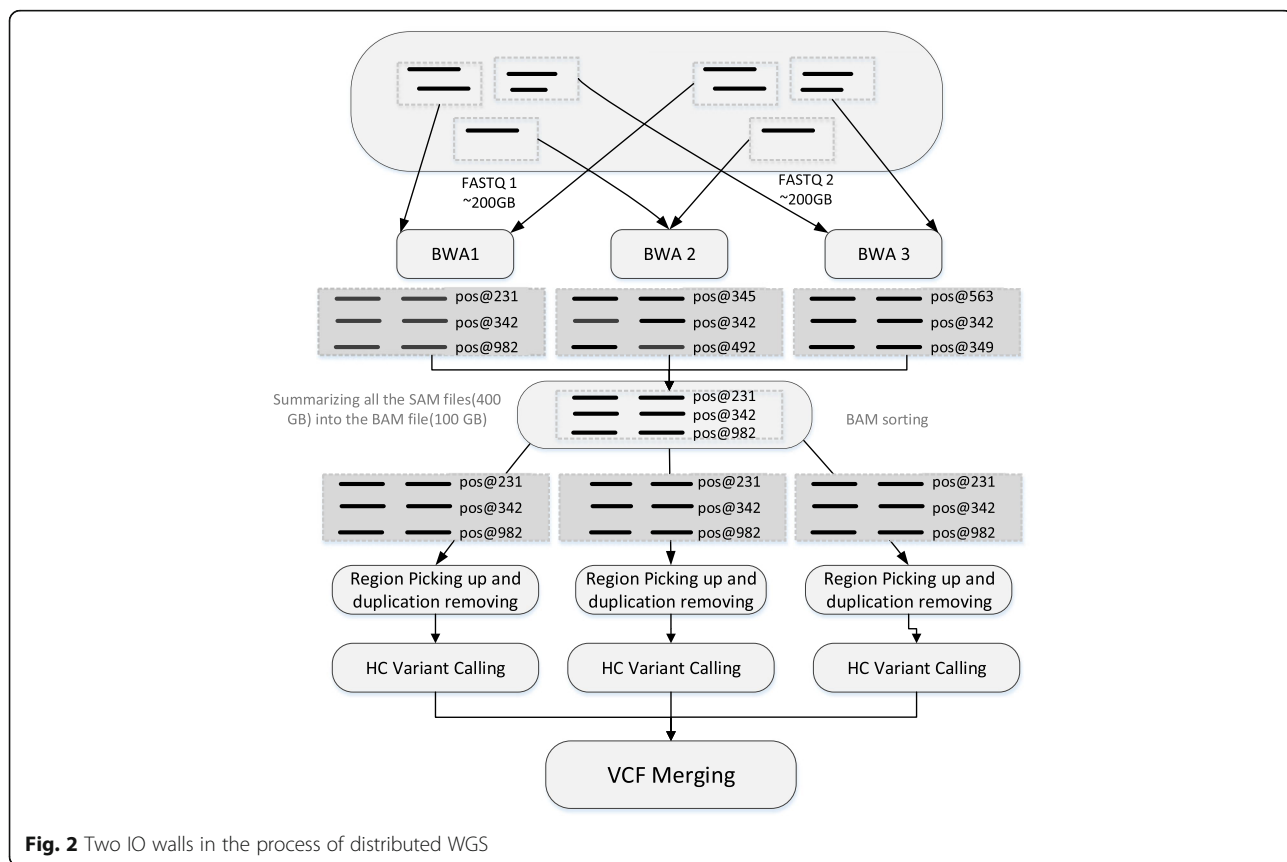 FASTQ 1
~200GB
FASTQ 2
~200GB
BWA1
BWA 2
BWA 3
pos@231
pos@342
pos@982
pos@345
pos@342
pos@492
pos@563
pos@342
pos@349
Summarizing all the SAM files(400
GB) into the BAM file(100 GB)
pos@231
pos@342
pos@982
BAM sorting
pos@231
pos@342
pos@982
pos@231
pos@342
pos@982
pos@231
pos@342
pos@982
Region Picking up and
duplication removing
Region Picking up and
duplication removing
Region Picking up and
duplication removing
HC Variant Calling
HC Variant Calling
HC Variant Calling
VCF Merging
Fig. 2 Two IO walls in the process of distributed WGS